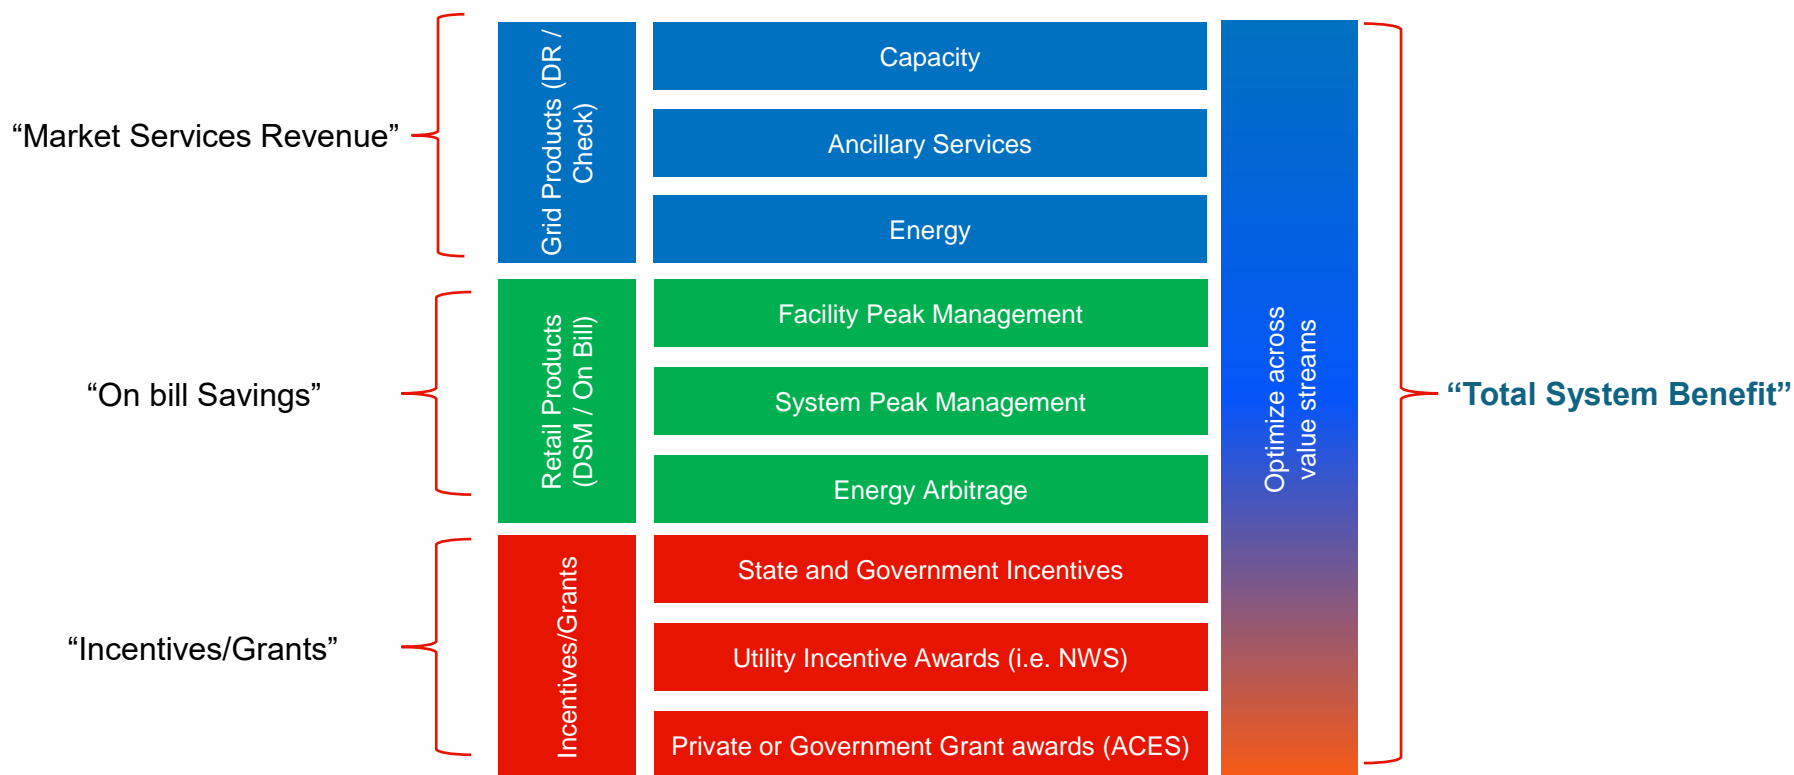 “Market Services Revenue”
Grid Products (DR /
Check)
Capacity
Ancillary Services
Energy
“On bill Savings”
Retail Products
(DSM / On Bill)
Facility Peak Management
System Peak Management
Energy Arbitrage
“Incentives/Grants”
Incentives/Grants
State and Government Incentives
Utility Incentive Awards (i.e. NWS)
Private or Government Grant awards (ACES)
Optimize across
value streams
“Total System Benefit”